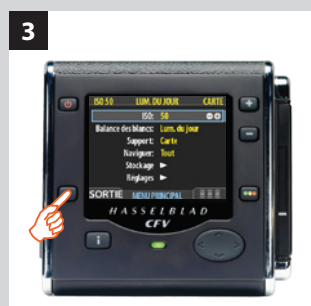 3
ISO 50 LUM. DU JOUR CARTE
ISO: 50
Balance des blancs: Lum. du jour
Support: Carte
Naviguer: Tout
Stockage
Réglages
SORTIE MENU PRINCIPAL
HASSELBLAD
CFV
i